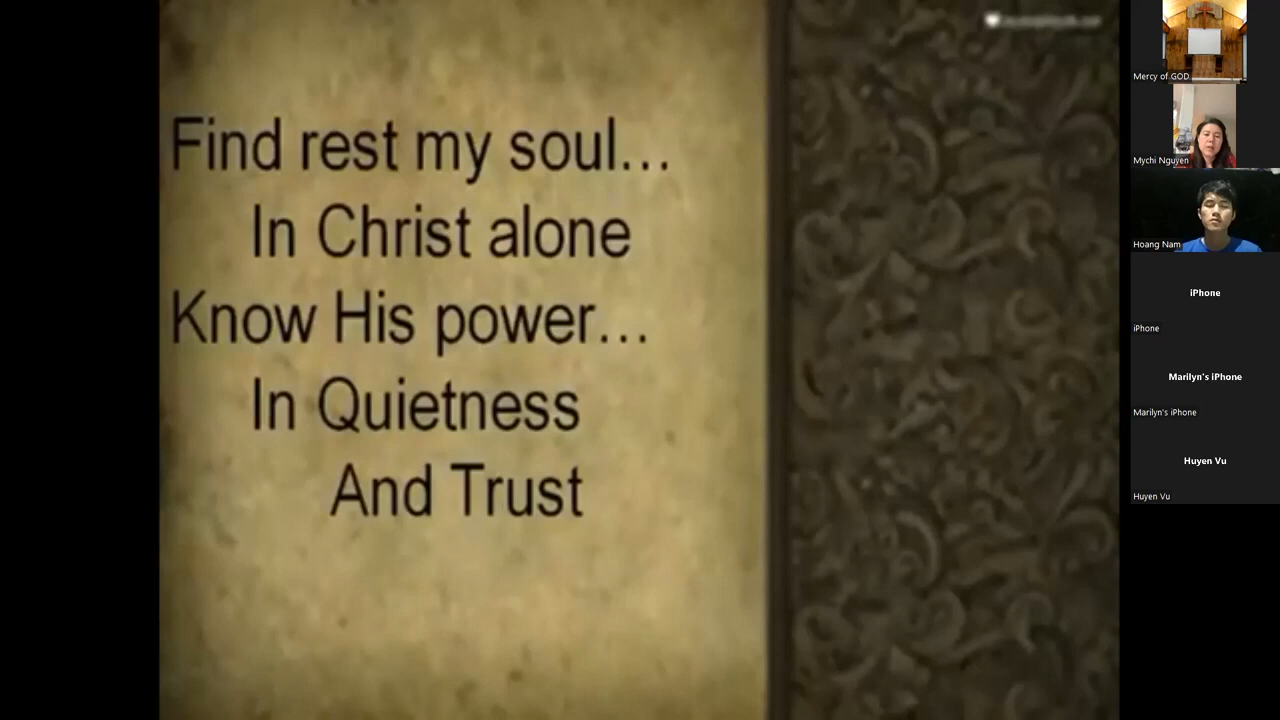 Find rest my soul...
In Christ alone
Know His power...
In Quietness
And Trust
Mercy of GOD
Mychi Nguyen
Hoang Nam
iPhone
iPhone
Marilyn's iPhone
Marilyn's iPhone
Huyen Vu
Huyen Vu